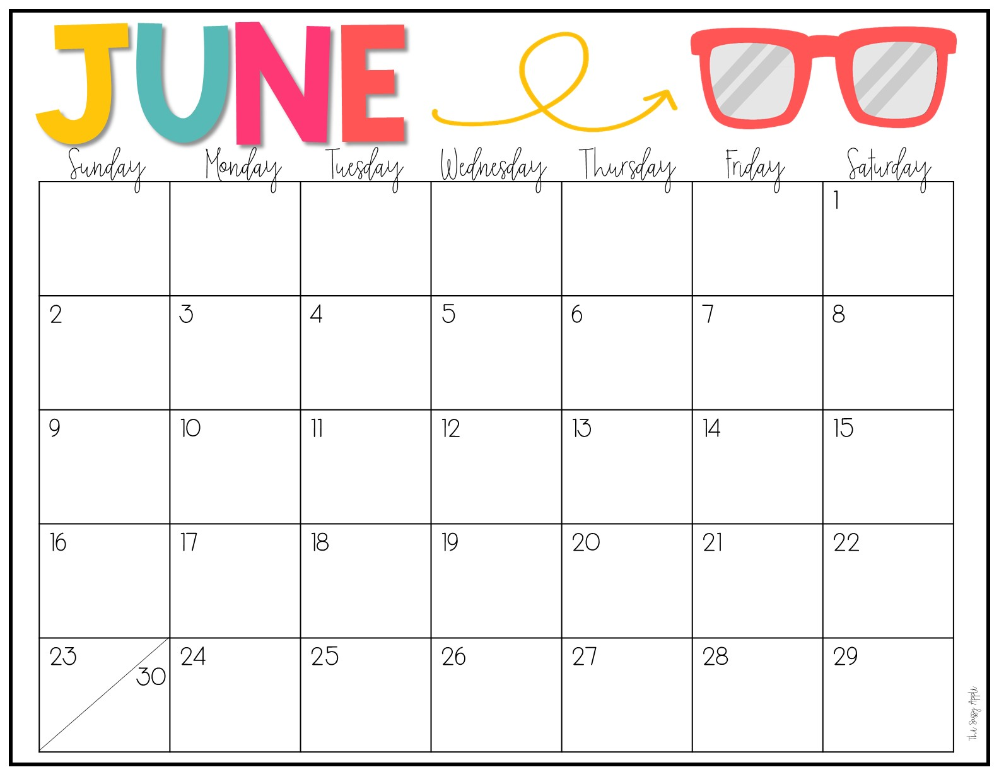 JUNE
Sunday Monday Tuesday Wednesday Thursday Friday Saturday
1
2 3 4 5 6 7 8
9 10 11 12 13 14 15
16 17 18 19 20 21 22
23 30 24 25 26 27 28 29
The Sassy Apple